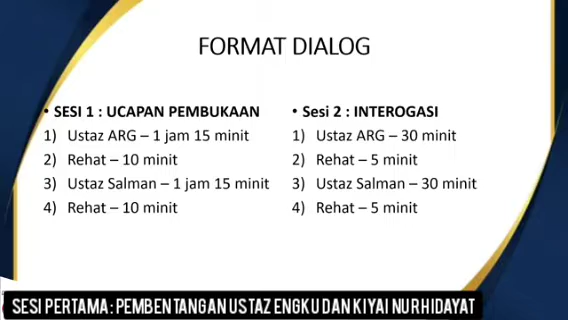 FORMAT DIALOG
• SESI 1 : UCAPAN PEMBUKAAN
1) Ustaz ARG – 1 jam 15 minit
2) Rehat – 10 minit
3) Ustaz Salman – 1 jam 15 minit
4) Rehat – 10 minit
• Sesi 2 : INTEROGASI
1) Ustaz ARG – 30 minit
2) Rehat – 5 minit
3) Ustaz Salman – 30 minit
4) Rehat – 5 minit
SESI PERTAMA : PEMBENTANGAN USTAZ ENGKU DAN KIYAI NURHIDAYAT